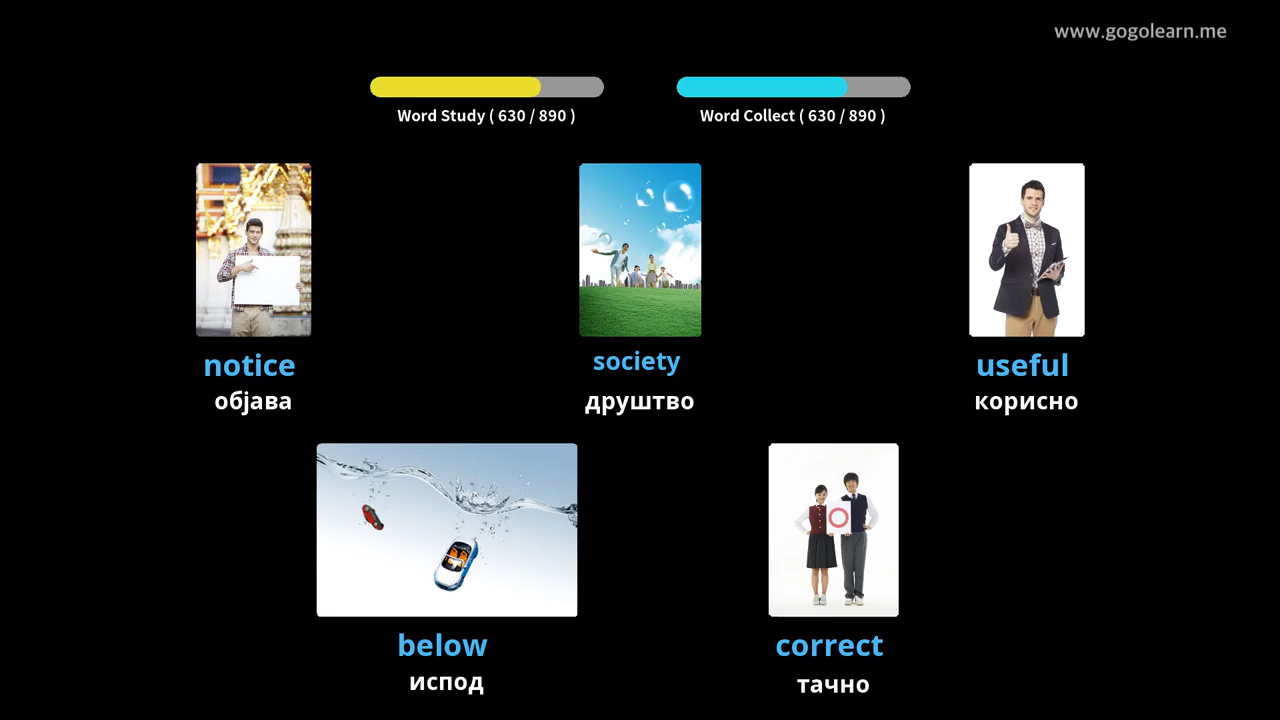 www.gogolearn.me
Word Study ( 630 / 890 )
Word Collect ( 630 / 890 )
notice
објава
society
друштво
useful
корисно
below
испод
correct
тачно